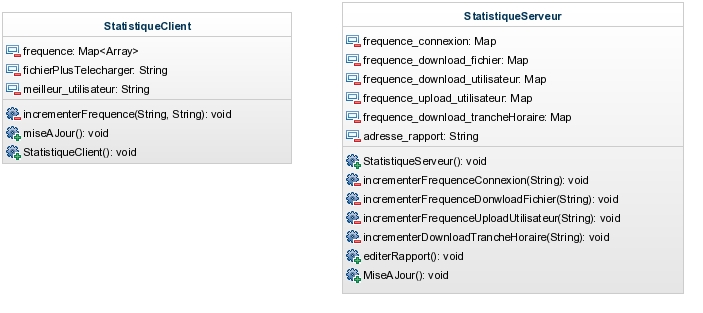 StatistiqueClient
frequence: Map<Array>
fichierPlusTelecharger: String
meilleur_utilisateur: String
incrementerFrequence(String, String): void
miseAJour(): void
StatistiqueClient(): void
StatistiqueServeur
frequence_connexion: Map
frequence_download_fichier: Map
frequence_download_utilisateur: Map
frequence_upload_utilisateur: Map
frequence_download_trancheHoraire: Map
adresse_rapport: String
StatistiqueServeur(): void
incrementerFrequenceConnexion(String): void
incrementerFrequenceDonwloadFichier(String): void
incrementerFrequenceUploadUtilisateur(String): void
incrementerDownloadTrancheHoraire(String): void
editerRapport(): void
MiseAJour(): void